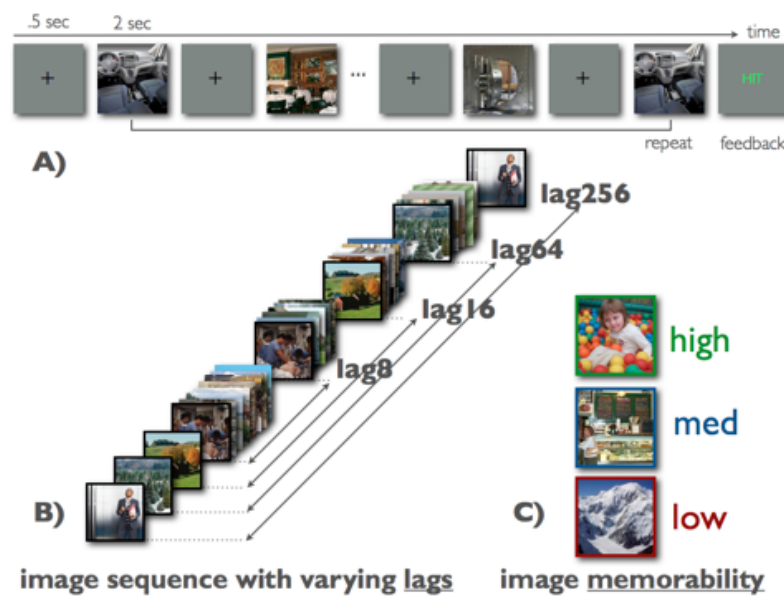 .5 sec
2 sec
time
+
+
...
+
+
HIT
repeat
feedback
A)
lag256
lag64
lag16
lag8
high
med
low
B)
C)
image sequence with varying lags
image memorability